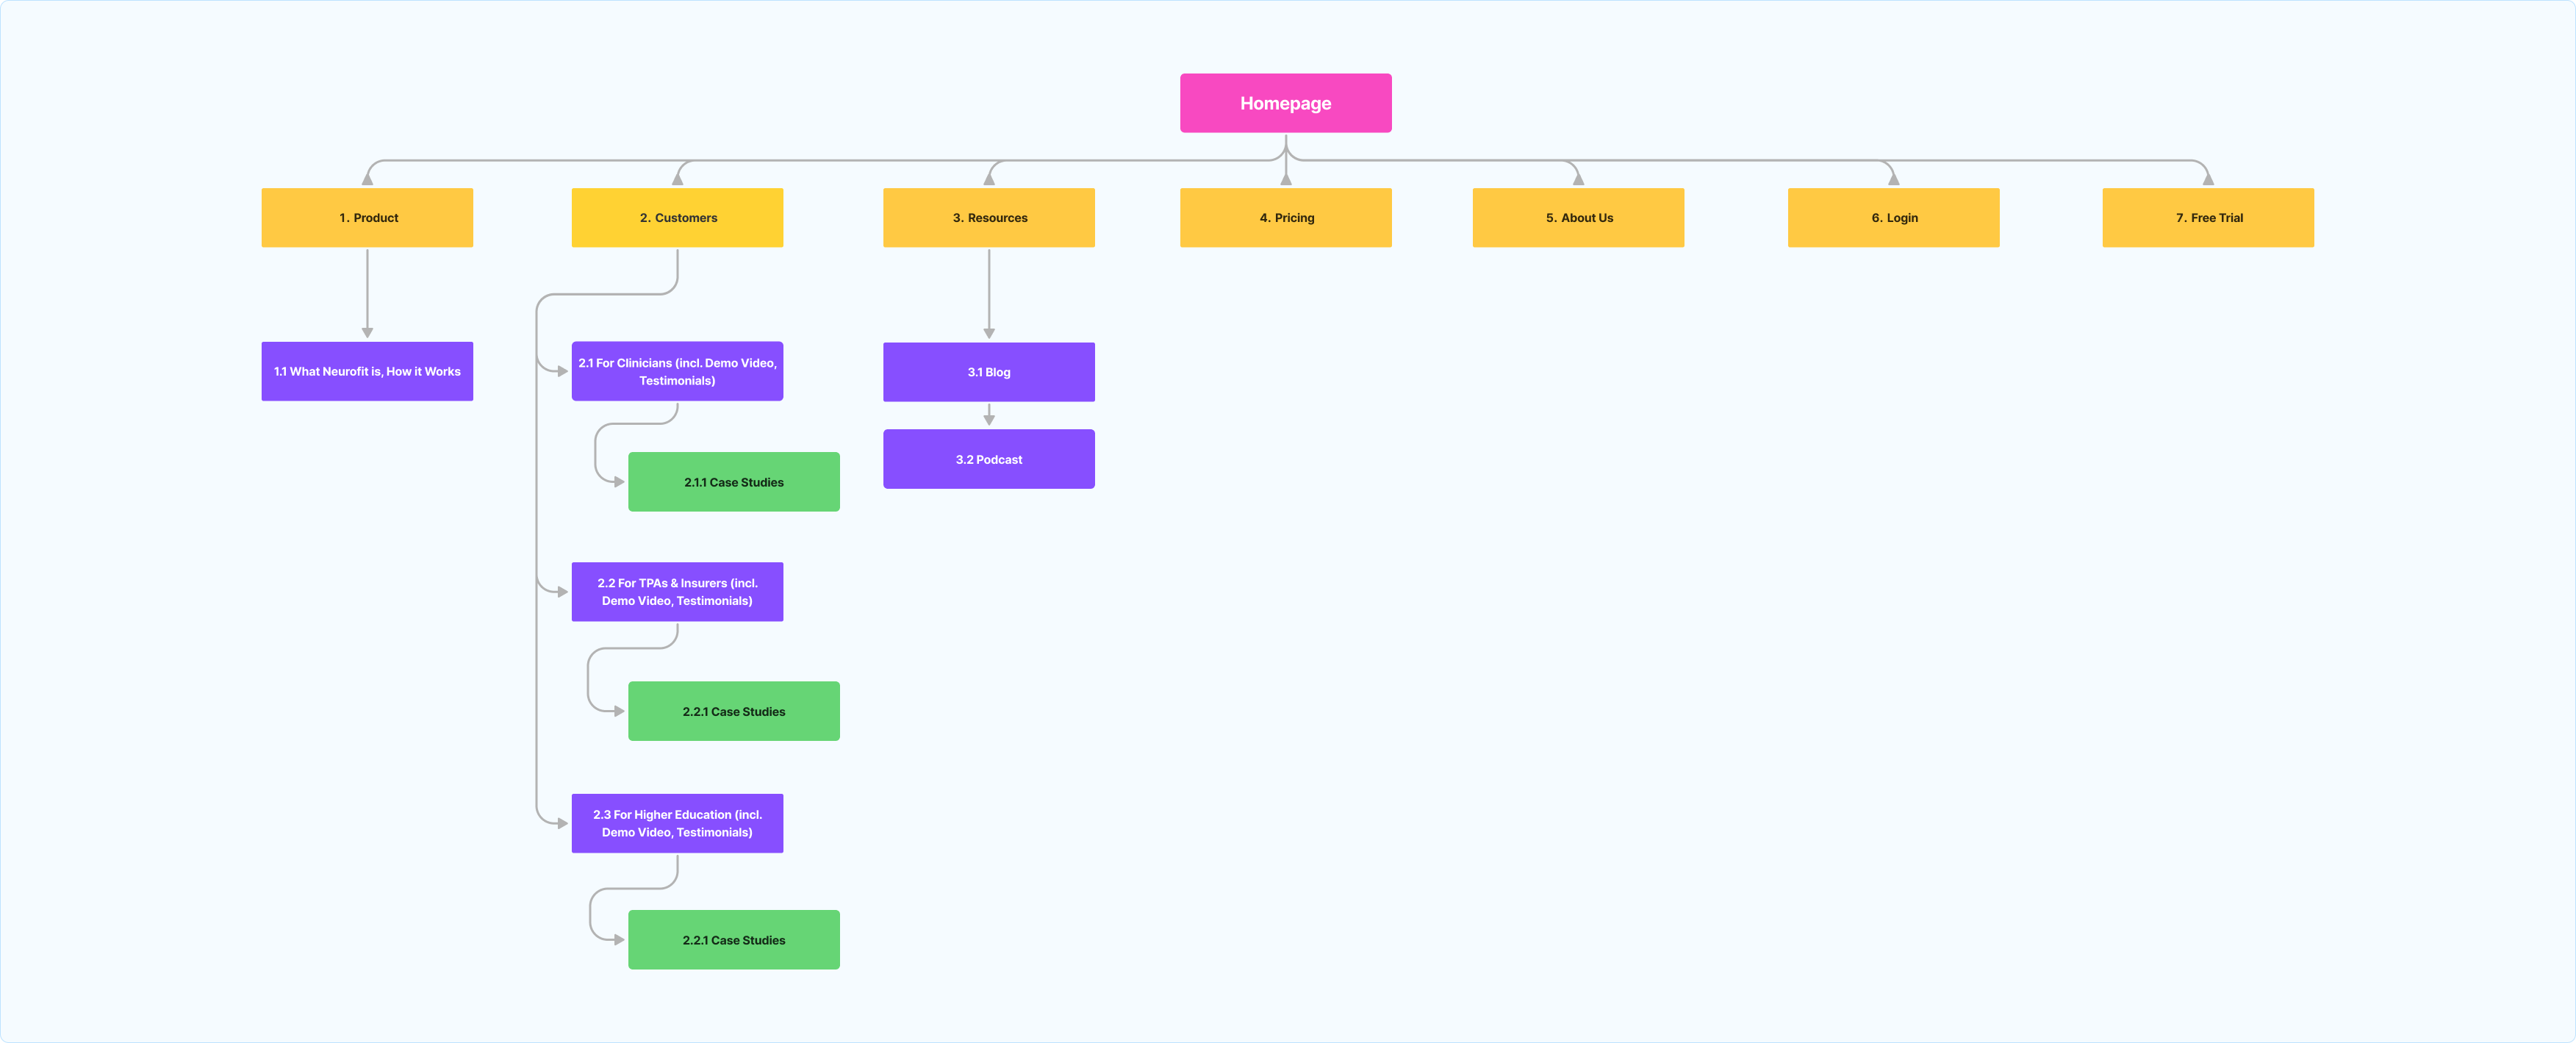 Homepage
1. Product
2. Customers
3. Resources
4. Pricing
5. About Us
6. Login
7. Free Trial
1.1 What Neurofit is, How it Works
2.1 For Clinicians (incl. Demo Video,
Testimonials)
3.1 Blog
3.2 Podcast
2.1.1 Case Studies
2.2 For TPAs & Insurers (incl.
Demo Video, Testimonials)
2.2.1 Case Studies
2.3 For Higher Education (incl.
Demo Video, Testimonials)
2.2.1 Case Studies